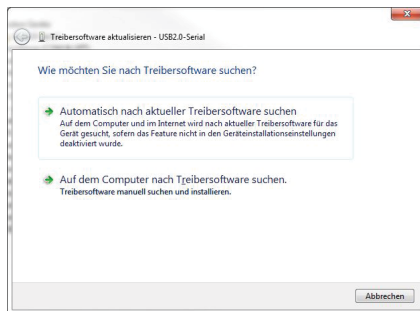 Treibersoftware aktualisieren - USB2.0-Serial
Wie möchten Sie nach Treibersoftware suchen?
Automatisch nach aktueller Treibersoftware suchen
Auf dem Computer und im Internet wird nach aktueller Treibersoftware für das
Gerät gesucht, sofern das Feature nicht in den Geräteinstallationseinstellungen
deaktiviert wurde.
Auf dem Computer nach Treibersoftware suchen.
Treibersoftware manuell suchen und installieren.
Abbrechen